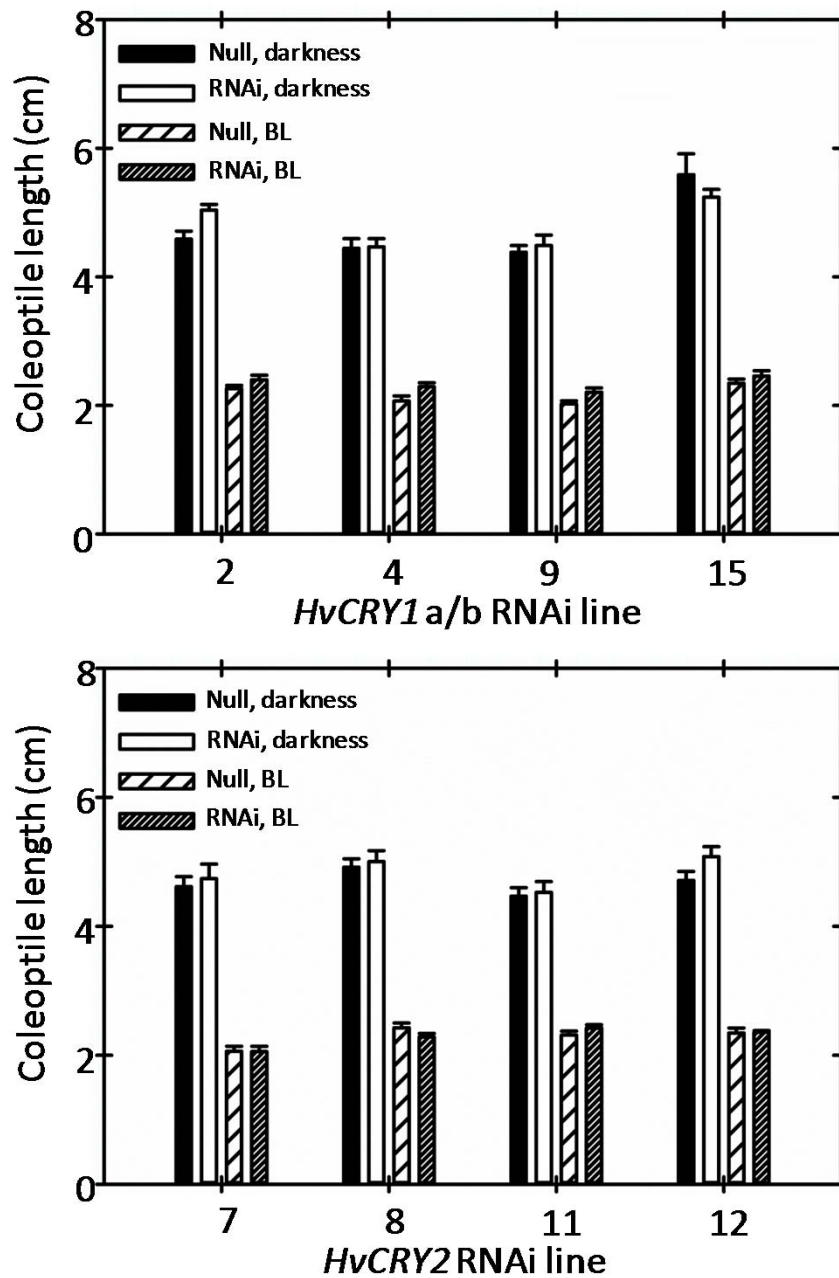 8
6
4
2
0
Coleoptile length (cm)
Null, darkness
RNAi, darkness
Null, BL
RNAi, BL
2 4 9 15
HvCRY1 a/b RNAi line
8
6
4
2
0
Coleoptile length (cm)
Null, darkness
RNAi, darkness
Null, BL
RNAi, BL
7 8 11 12
HvCRY2 RNAi line